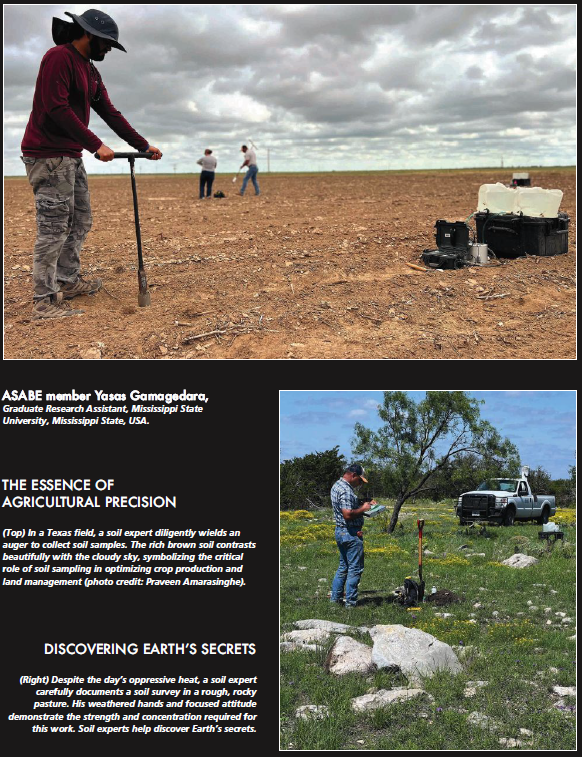 ASABE member Yasas Gamagedara,
Graduate Research Assistant, Mississippi State
University, Mississippi State, USA.
THE ESSENCE OF
AGRICULTURAL PRECISION
(Top) In a Texas field, a soil expert diligently wields an
auger to collect soil samples. The rich brown soil contrasts
beautifully with the cloudy sky, symbolizing the critical
role of soil sampling in optimizing crop production and
land management (photo credit: Praveen Amarasinghe).
DISCOVERING EARTH'S SECRETS
(Right) Despite the day's oppressive heat, a soil expert
carefully documents a soil survey in a rough, rocky
pasture. His weathered hands and focused attitude
demonstrate the strength and concentration required for
this work. Soil experts help discover Earth's secrets.